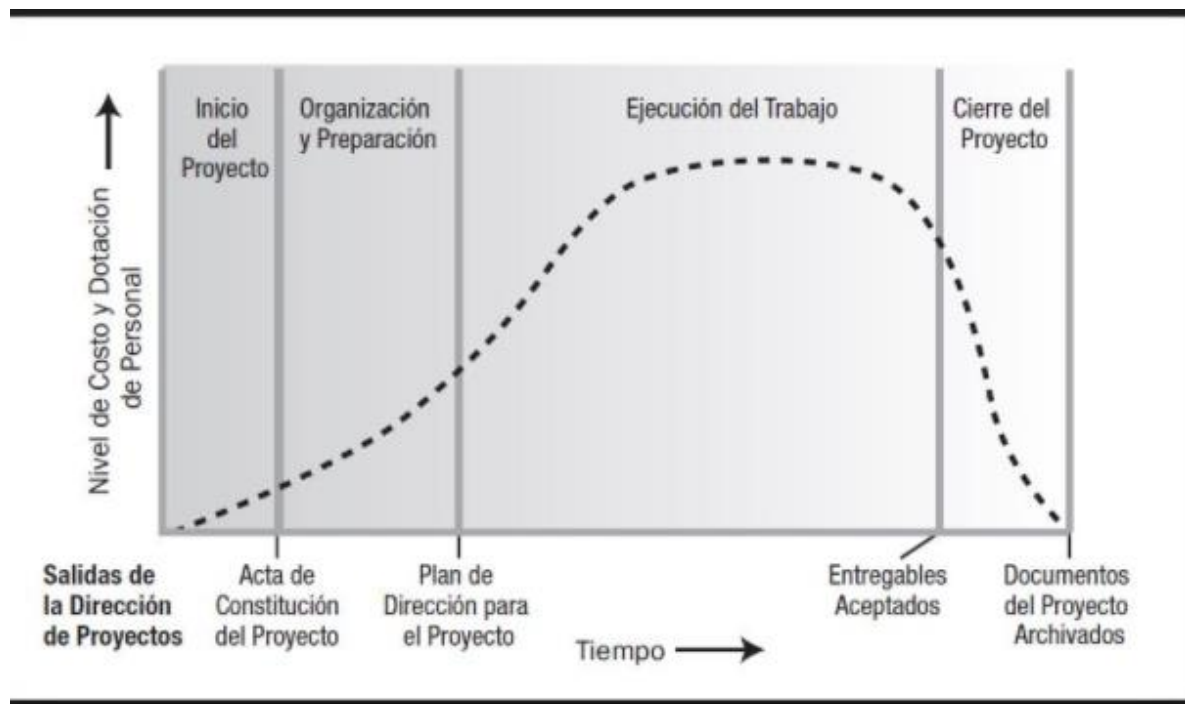 Inicio
del
Proyecto
Organización
y Preparación
Ejecución del Trabajo
Cierre del
Proyecto
Nivel de Costo y Dotación
de Personal
Salidas de
la Dirección
de Proyectos
Acta de
Constitución
del Proyecto
Plan de
Dirección para
el Proyecto
Tiempo
Entregables
Aceptados
Documentos
del Proyecto
Archivados